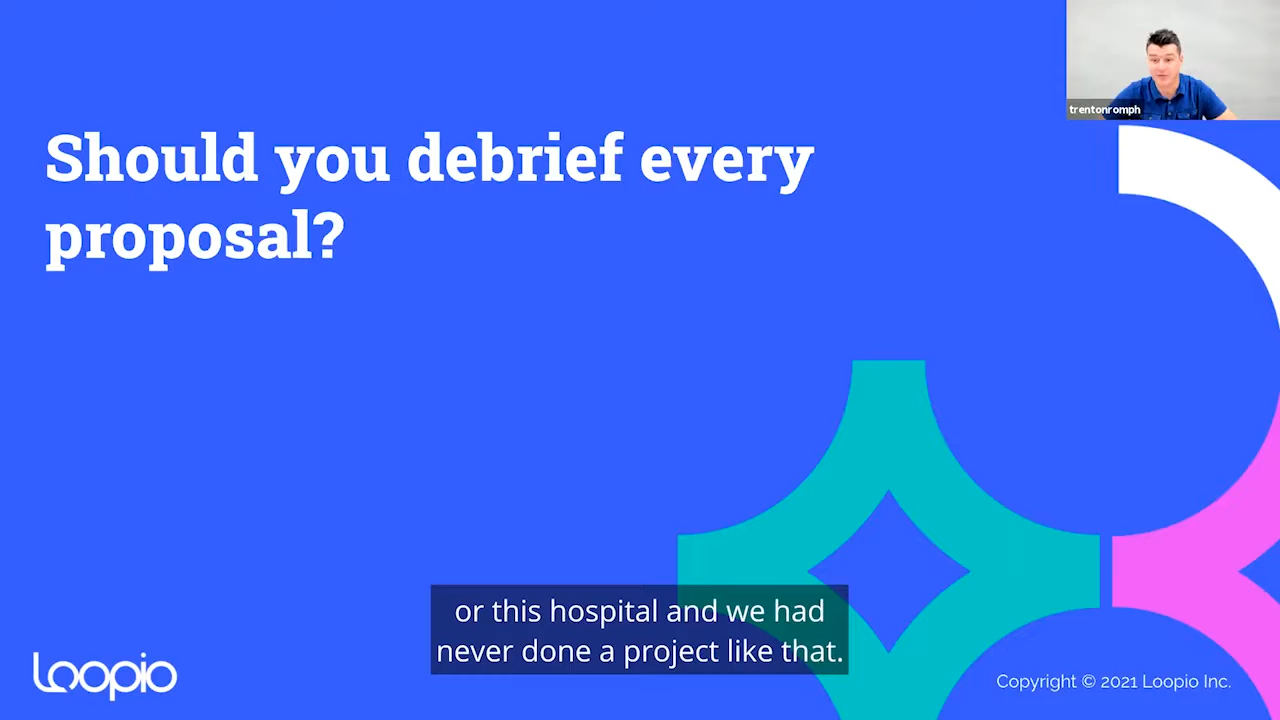 trentonromph
Should you debrief every
proposal?
or this hospital and we had
never done a project like that.
Loopio
Copyright © 2021 Loopio Inc.